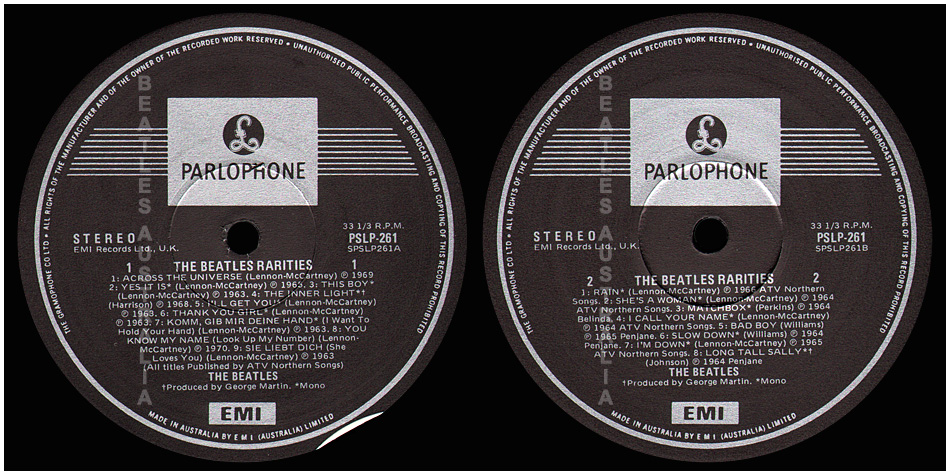 THE GRAMOPHONE CO LTD • ALL RIGHTS OF THE MANUFACTURER AND OF THE OWNER OF THE RECORDED WORK RESERVED • UNAUTHORISED PUBLIC PERFORMANCE BROADCASTING AND COPYING OF THIS RECORD PROHIBITED
BEATLES AUSTRALIA
£
PARLOPHONE
33 1/3 R.P.M.
STEREO PSLP-261
EMI Records Ltd., U.K. SPSLP261A
1 THE BEATLES RARITIES 1
1: ACROSS THE UNIVERSE (Lennon-McCartney) ℗ 1969
2: YES IT IS* (Lennon-McCartney) ℗ 1965. 3: THIS BOY*
(Lennon-McCartney) ℗ 1963. 4: THE INNER LIGHT*†
(Harrison) ℗ 1968. 5: I'LL GET YOU* (Lennon-McCartney)
℗ 1963. 6: THANK YOU GIRL* (Lennon-McCartney)
℗ 1963. 7: KOMM, GIB MIR DEINE HAND* (I Want To
Hold Your Hand) (Lennon-McCartney) ℗ 1963. 8: YOU
KNOW MY NAME (Look Up My Number) (Lennon-
McCartney) ℗ 1970. 9: SIE LIEBT DICH (She
Loves You) (Lennon-McCartney) ℗ 1963
(All titles Published by ATV Northern Songs)
THE BEATLES
†Produced by George Martin. *Mono
EMI
MADE IN AUSTRALIA BY E M I (AUSTRALIA) LIMITED
THE GRAMOPHONE CO LTD • ALL RIGHTS OF THE MANUFACTURER AND OF THE OWNER OF THE RECORDED WORK RESERVED • UNAUTHORISED PUBLIC PERFORMANCE BROADCASTING AND COPYING OF THIS RECORD PROHIBITED
BEATLES AUSTRALIA
£
PARLOPHONE
33 1/3 R.P.M.
STEREO PSLP-261
EMI Records Ltd., U.K. SPSLP261B
2 THE BEATLES RARITIES 2
1: RAIN* (Lennon-McCartney) ℗ 1966 ATV Northern
Songs. 2: SHE'S A WOMAN* (Lennon-McCartney) ℗ 1964
ATV Northern Songs. 3: MATCHBOX* (Perkins) ℗ 1964
Belinda. 4: I CALL YOUR NAME* (Lennon-McCartney)
℗ 1964 ATV Northern Songs. 5: BAD BOY (Williams)
℗ 1965 Penjane. 6: SLOW DOWN* (Williams) ℗ 1964
Penjane. 7: I'M DOWN* (Lennon-McCartney) ℗ 1965
ATV Northern Songs. 8: LONG TALL SALLY*†
(Johnson) ℗ 1964 Penjane
THE BEATLES
†Produced by George Martin. *Mono
EMI
MADE IN AUSTRALIA BY E M I (AUSTRALIA) LIMITED